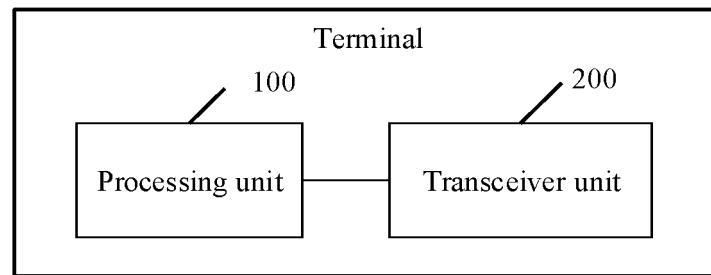 Terminal
100
200
Processing unit
Transceiver unit